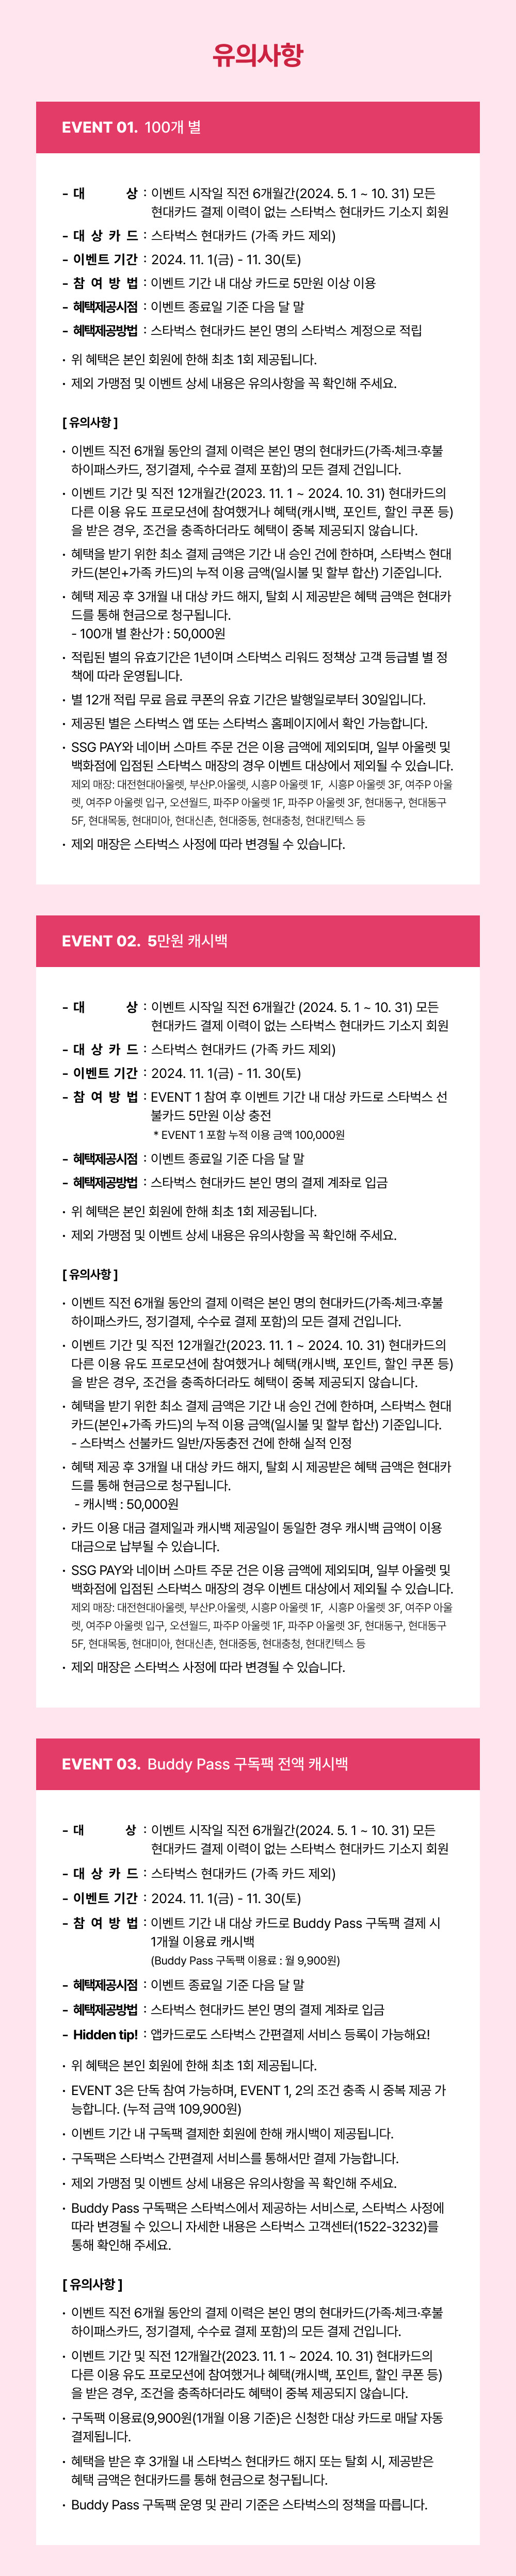 유의사항
EVENT 01. 100개 별
- 대 상 : 이벤트 시작일 직전 6개월간(2024. 5. 1 ~ 10. 31) 모든
현대카드 결제 이력이 없는 스타벅스 현대카드 기소지 회원
- 대 상 카 드 : 스타벅스 현대카드 (가족 카드 제외)
- 이벤트 기간 : 2024. 11. 1(금) - 11. 30(토)
- 참 여 방 법 : 이벤트 기간 내 대상 카드로 5만원 이상 이용
- 혜택제공시점 : 이벤트 종료일 기준 다음 달 말
- 혜택제공방법 : 스타벅스 현대카드 본인 명의 스타벅스 계정으로 적립
· 위 혜택은 본인 회원에 한해 최초 1회 제공됩니다.
· 제외 가맹점 및 이벤트 상세 내용은 유의사항을 꼭 확인해 주세요.
[ 유의사항 ]
· 이벤트 직전 6개월 동안의 결제 이력은 본인 명의 현대카드(가족·체크·후불
하이패스카드, 정기결제, 수수료 결제 포함)의 모든 결제 건입니다.
· 이벤트 기간 및 직전 12개월간(2023. 11. 1 ~ 2024. 10. 31) 현대카드의
다른 이용 유도 프로모션에 참여했거나 혜택(캐시백, 포인트, 할인 쿠폰 등)
을 받은 경우, 조건을 충족하더라도 혜택이 중복 제공되지 않습니다.
· 혜택을 받기 위한 최소 결제 금액은 기간 내 승인 건에 한하며, 스타벅스 현대
카드(본인+가족 카드)의 누적 이용 금액(일시불 및 할부 합산) 기준입니다.
· 혜택 제공 후 3개월 내 대상 카드 해지, 탈회 시 제공받은 혜택 금액은 현대카
드를 통해 현금으로 청구됩니다.
- 100개 별 환산가 : 50,000원
· 적립된 별의 유효기간은 1년이며 스타벅스 리워드 정책상 고객 등급별 별 정
책에 따라 운영됩니다.
· 별 12개 적립 무료 음료 쿠폰의 유효 기간은 발행일로부터 30일입니다.
· 제공된 별은 스타벅스 앱 또는 스타벅스 홈페이지에서 확인 가능합니다.
· SSG PAY와 네이버 스마트 주문 건은 이용 금액에 제외되며, 일부 아울렛 및
백화점에 입점된 스타벅스 매장의 경우 이벤트 대상에서 제외될 수 있습니다.
제외 매장: 대전현대아울렛, 부산P.아울렛, 시흥P 아울렛 1F, 시흥P 아울렛 3F, 여주P 아울
렛, 여주P 아울렛 입구, 오션월드, 파주P 아울렛 1F, 파주P 아울렛 3F, 현대동구, 현대동구
5F, 현대목동, 현대미아, 현대신촌, 현대중동, 현대충청, 현대킨텍스 등
· 제외 매장은 스타벅스 사정에 따라 변경될 수 있습니다.
EVENT 02. 5만원 캐시백
- 대 상 : 이벤트 시작일 직전 6개월간 (2024. 5. 1 ~ 10. 31) 모든
현대카드 결제 이력이 없는 스타벅스 현대카드 기소지 회원
- 대 상 카 드 : 스타벅스 현대카드 (가족 카드 제외)
- 이벤트 기간 : 2024. 11. 1(금) - 11. 30(토)
- 참 여 방 법 : EVENT 1 참여 후 이벤트 기간 내 대상 카드로 스타벅스 선
불카드 5만원 이상 충전
* EVENT 1 포함 누적 이용 금액 100,000원
- 혜택제공시점 : 이벤트 종료일 기준 다음 달 말
- 혜택제공방법 : 스타벅스 현대카드 본인 명의 결제 계좌로 입금
· 위 혜택은 본인 회원에 한해 최초 1회 제공됩니다.
· 제외 가맹점 및 이벤트 상세 내용은 유의사항을 꼭 확인해 주세요.
[ 유의사항 ]
· 이벤트 직전 6개월 동안의 결제 이력은 본인 명의 현대카드(가족·체크·후불
하이패스카드, 정기결제, 수수료 결제 포함)의 모든 결제 건입니다.
· 이벤트 기간 및 직전 12개월간(2023. 11. 1 ~ 2024. 10. 31) 현대카드의
다른 이용 유도 프로모션에 참여했거나 혜택(캐시백, 포인트, 할인 쿠폰 등)
을 받은 경우, 조건을 충족하더라도 혜택이 중복 제공되지 않습니다.
· 혜택을 받기 위한 최소 결제 금액은 기간 내 승인 건에 한하며, 스타벅스 현대
카드(본인+가족 카드)의 누적 이용 금액(일시불 및 할부 합산) 기준입니다.
- 스타벅스 선불카드 일반/자동충전 건에 한해 실적 인정
· 혜택 제공 후 3개월 내 대상 카드 해지, 탈회 시 제공받은 혜택 금액은 현대카
드를 통해 현금으로 청구됩니다.
- 캐시백 : 50,000원
· 카드 이용 대금 결제일과 캐시백 제공일이 동일한 경우 캐시백 금액이 이용
대금으로 납부될 수 있습니다.
· SSG PAY와 네이버 스마트 주문 건은 이용 금액에 제외되며, 일부 아울렛 및
백화점에 입점된 스타벅스 매장의 경우 이벤트 대상에서 제외될 수 있습니다.
제외 매장: 대전현대아울렛, 부산P.아울렛, 시흥P 아울렛 1F, 시흥P 아울렛 3F, 여주P 아울
렛, 여주P 아울렛 입구, 오션월드, 파주P 아울렛 1F, 파주P 아울렛 3F, 현대동구, 현대동구
5F, 현대목동, 현대미아, 현대신촌, 현대중동, 현대충청, 현대킨텍스 등
· 제외 매장은 스타벅스 사정에 따라 변경될 수 있습니다.
EVENT 03. Buddy Pass 구독팩 전액 캐시백
- 대 상 : 이벤트 시작일 직전 6개월간(2024. 5. 1 ~ 10. 31) 모든
현대카드 결제 이력이 없는 스타벅스 현대카드 기소지 회원
- 대 상 카 드 : 스타벅스 현대카드 (가족 카드 제외)
- 이벤트 기간 : 2024. 11. 1(금) - 11. 30(토)
- 참 여 방 법 : 이벤트 기간 내 대상 카드로 Buddy Pass 구독팩 결제 시
1개월 이용료 캐시백
(Buddy Pass 구독팩 이용료 : 월 9,900원)
- 혜택제공시점 : 이벤트 종료일 기준 다음 달 말
- 혜택제공방법 : 스타벅스 현대카드 본인 명의 결제 계좌로 입금
- Hidden tip! : 앱카드로도 스타벅스 간편결제 서비스 등록이 가능해요!
· 위 혜택은 본인 회원에 한해 최초 1회 제공됩니다.
· EVENT 3은 단독 참여 가능하며, EVENT 1, 2의 조건 충족 시 중복 제공 가
능합니다. (누적 금액 109,900원)
· 이벤트 기간 내 구독팩 결제한 회원에 한해 캐시백이 제공됩니다.
· 구독팩은 스타벅스 간편결제 서비스를 통해서만 결제 가능합니다.
· 제외 가맹점 및 이벤트 상세 내용은 유의사항을 꼭 확인해 주세요.
· Buddy Pass 구독팩은 스타벅스에서 제공하는 서비스로, 스타벅스 사정에
따라 변경될 수 있으니 자세한 내용은 스타벅스 고객센터(1522-3232)를
통해 확인해 주세요.
[ 유의사항 ]
· 이벤트 직전 6개월 동안의 결제 이력은 본인 명의 현대카드(가족·체크·후불
하이패스카드, 정기결제, 수수료 결제 포함)의 모든 결제 건입니다.
· 이벤트 기간 및 직전 12개월간(2023. 11. 1 ~ 2024. 10. 31) 현대카드의
다른 이용 유도 프로모션에 참여했거나 혜택(캐시백, 포인트, 할인 쿠폰 등)
을 받은 경우, 조건을 충족하더라도 혜택이 중복 제공되지 않습니다.
· 구독팩 이용료(9,900원(1개월 이용 기준)은 신청한 대상 카드로 매달 자동
결제됩니다.
· 혜택을 받은 후 3개월 내 스타벅스 현대카드 해지 또는 탈회 시, 제공받은
혜택 금액은 현대카드를 통해 현금으로 청구됩니다.
· Buddy Pass 구독팩 운영 및 관리 기준은 스타벅스의 정책을 따릅니다.